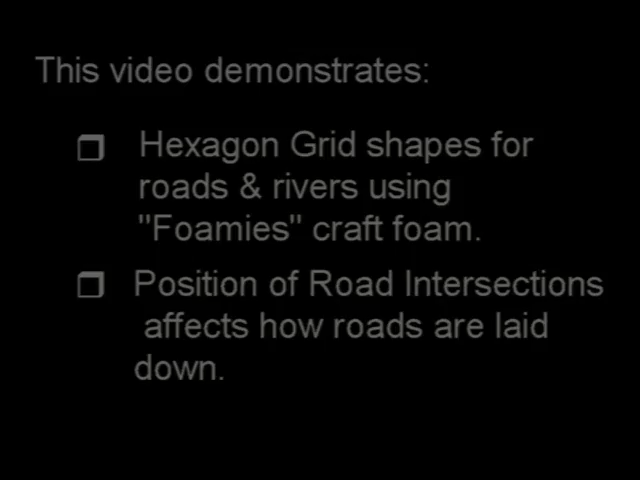 This video demonstrates:
❒ Hexagon Grid shapes for
roads & rivers using
"Foamies" craft foam.
❒ Position of Road Intersections
affects how roads are laid
down.